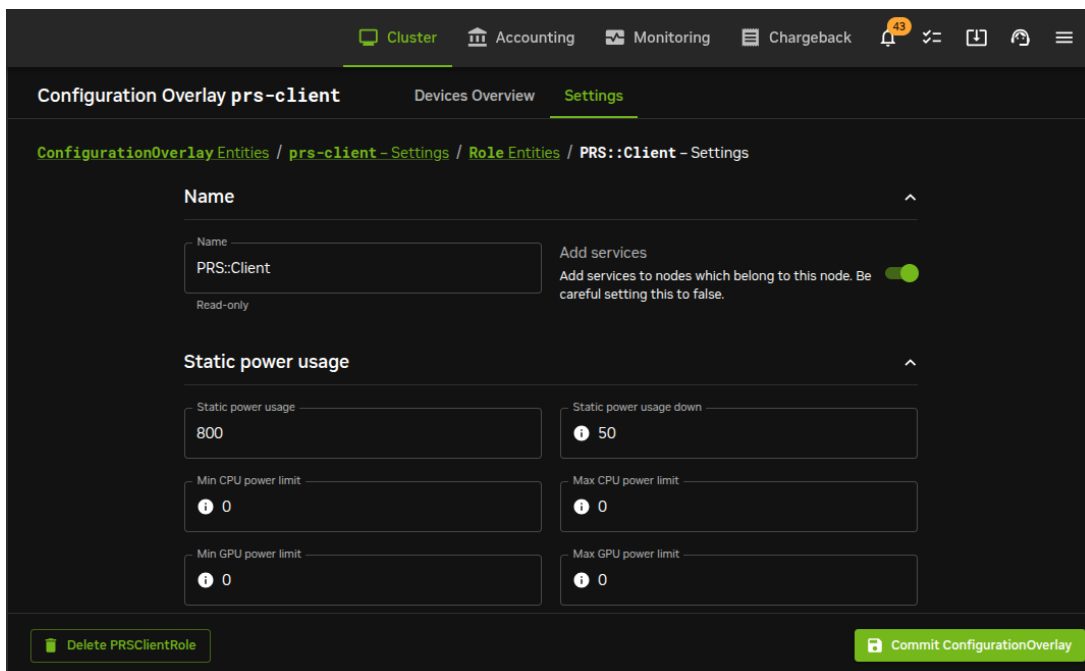 Cluster Accounting Monitoring Chargeback 43
Configuration Overlay prs-client Devices Overview Settings
ConfigurationOverlay Entities / prs-client – Settings / Role Entities / PRS::Client – Settings
Name
Name
PRS::Client
Read-only
Add services
Add services to nodes which belong to this node. Be
careful setting this to false.
Static power usage
Static power usage
800
Static power usage down
50
Min CPU power limit
0
Max CPU power limit
0
Min GPU power limit
0
Max GPU power limit
0
Delete PRSClientRole Commit ConfigurationOverlay